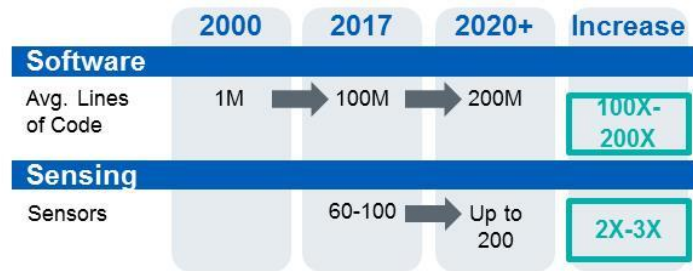 2000 2017 2020+ Increase
Software
Avg. Lines 1M 100M 200M 100X-
of Code 200X
Sensing
Sensors 60-100 Up to 2X-3X
200